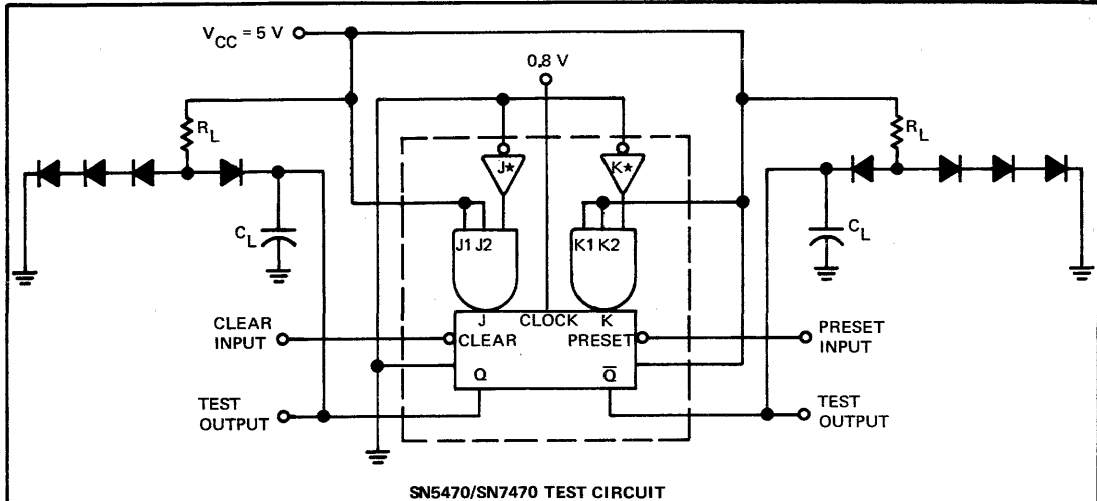 V_CC = 5 V
0.8 V
R_L
R_L
J★
K★
C_L
J1 J2
K1 K2
C_L
J CLOCK K
CLEAR INPUT
CLEAR
PRESET
PRESET INPUT
Q
Q̅
TEST OUTPUT
TEST OUTPUT
SN5470/SN7470 TEST CIRCUIT